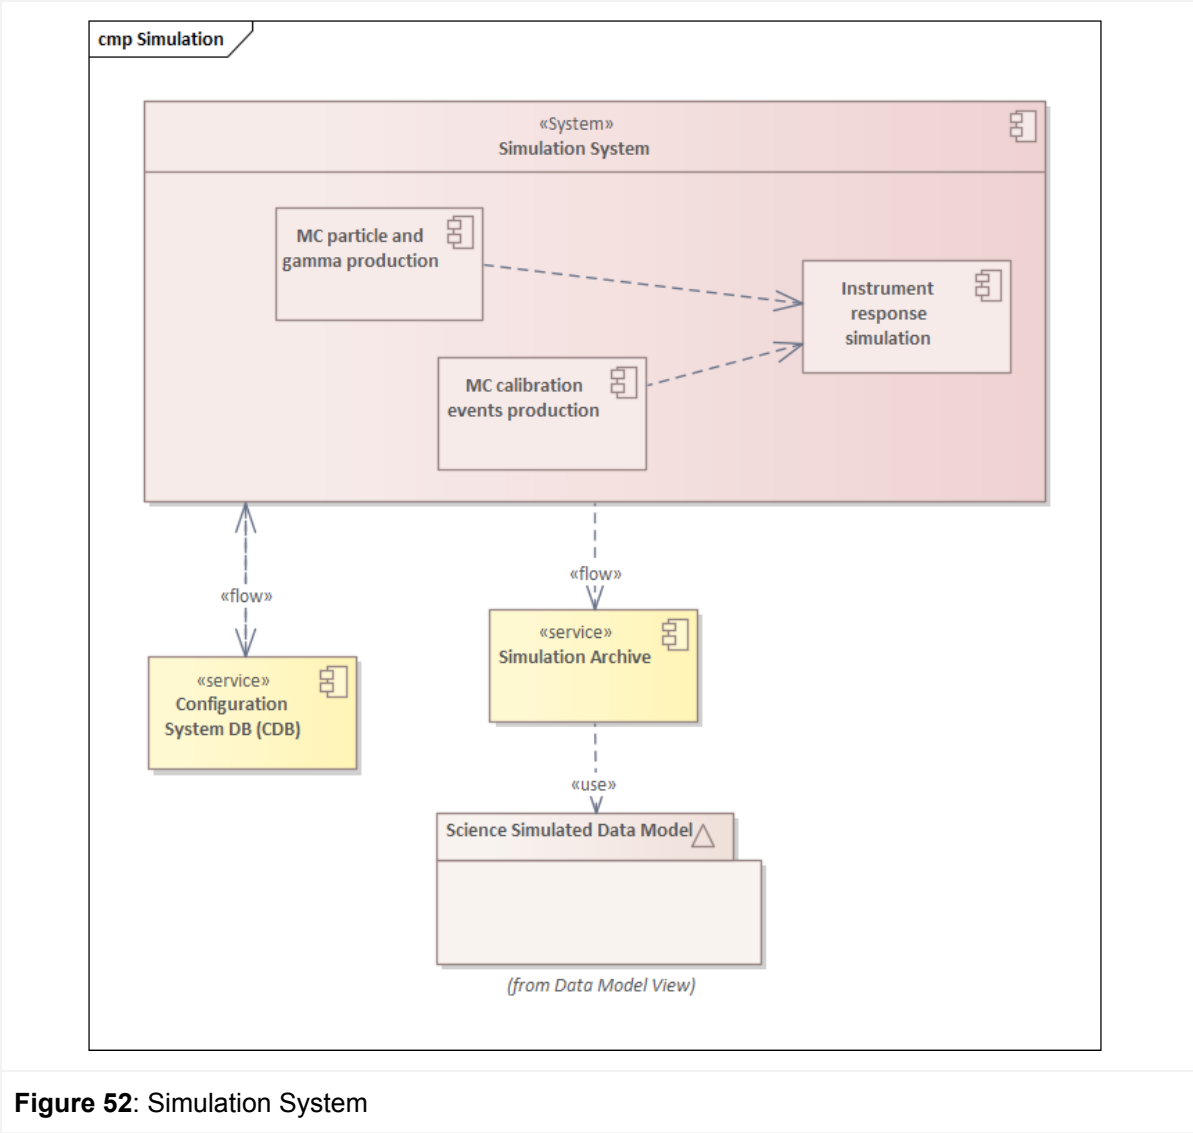 cmp Simulation
«System»
Simulation System
MC particle and
gamma production
Instrument
response
simulation
MC calibration
events production
«flow»
«flow»
«service»
Simulation Archive
«service»
Configuration
System DB (CDB)
«use»
Science Simulated Data Model
(from Data Model View)
Figure 52: Simulation System